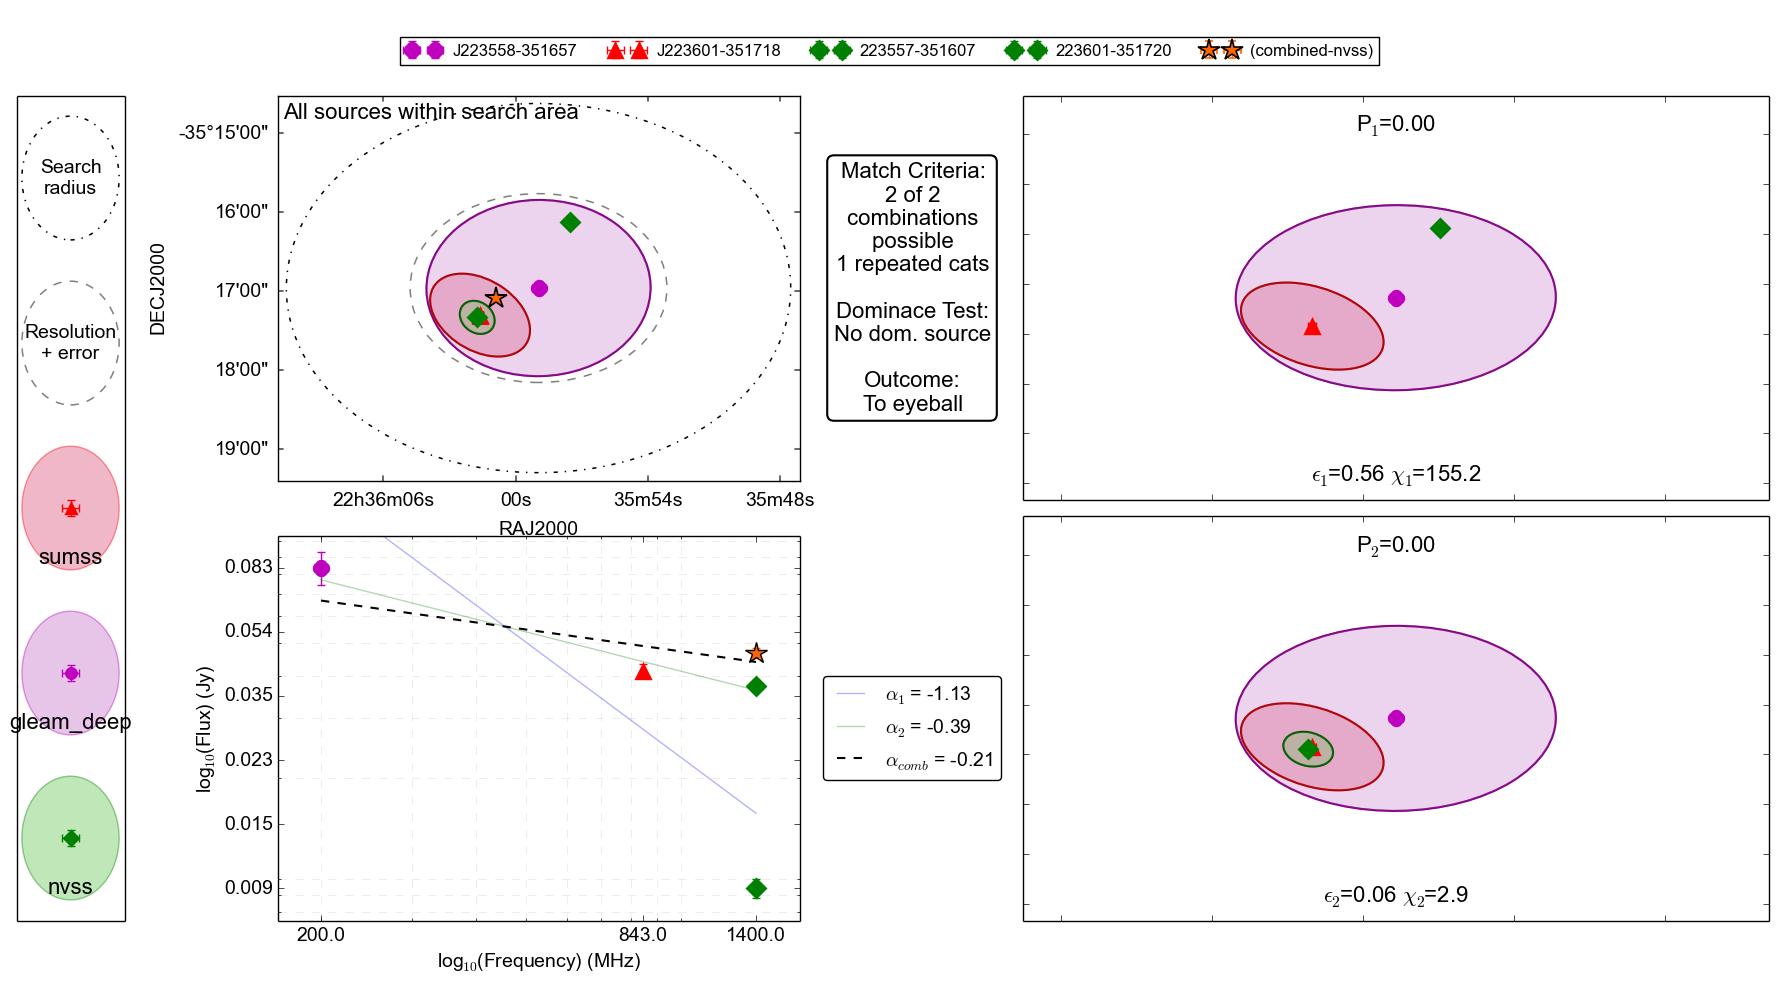 J223558-351657
J223601-351718
223557-351607
223601-351720
(combined-nvss)
Search
radius
Resolution
+ error
sumss
gleam_deep
nvss
All sources within search area
DECJ2000
-35°15'00"
16'00"
17'00"
18'00"
19'00"
22h36m06s
00s
35m54s
35m48s
RAJ2000
Match Criteria:
2 of 2
combinations
possible
1 repeated cats
Dominace Test:
No dom. source
Outcome:
To eyeball
P1=0.00
ϵ1=0.56 χ1=155.2
log10(Flux) (Jy)
0.083
0.054
0.035
0.023
0.015
0.009
200.0
843.0
1400.0
log10(Frequency) (MHz)
α1 = -1.13
α2 = -0.39
αcomb = -0.21
P2=0.00
ϵ2=0.06 χ2=2.9